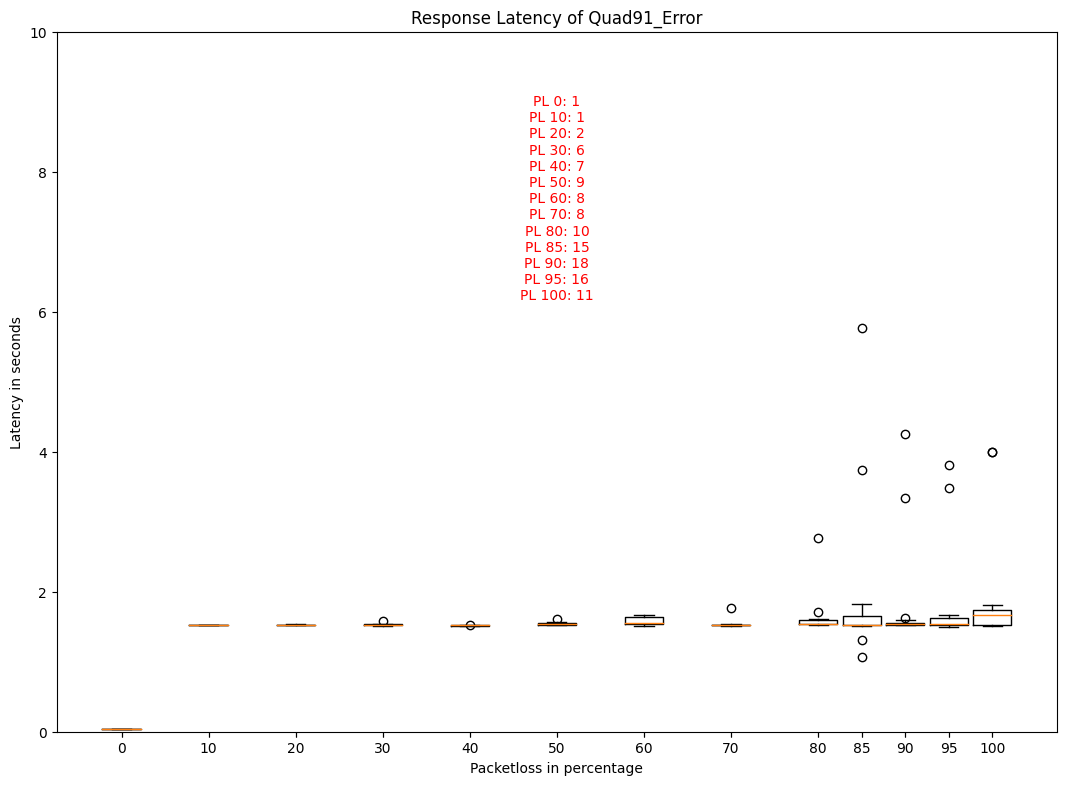 Response Latency of Quad91_Error
10
8
6
4
2
0
Latency in seconds
PL 0: 1
PL 10: 1
PL 20: 2
PL 30: 6
PL 40: 7
PL 50: 9
PL 60: 8
PL 70: 8
PL 80: 10
PL 85: 15
PL 90: 18
PL 95: 16
PL 100: 11
0 10 20 30 40 50 60 70 80 85 90 95 100
Packetloss in percentage